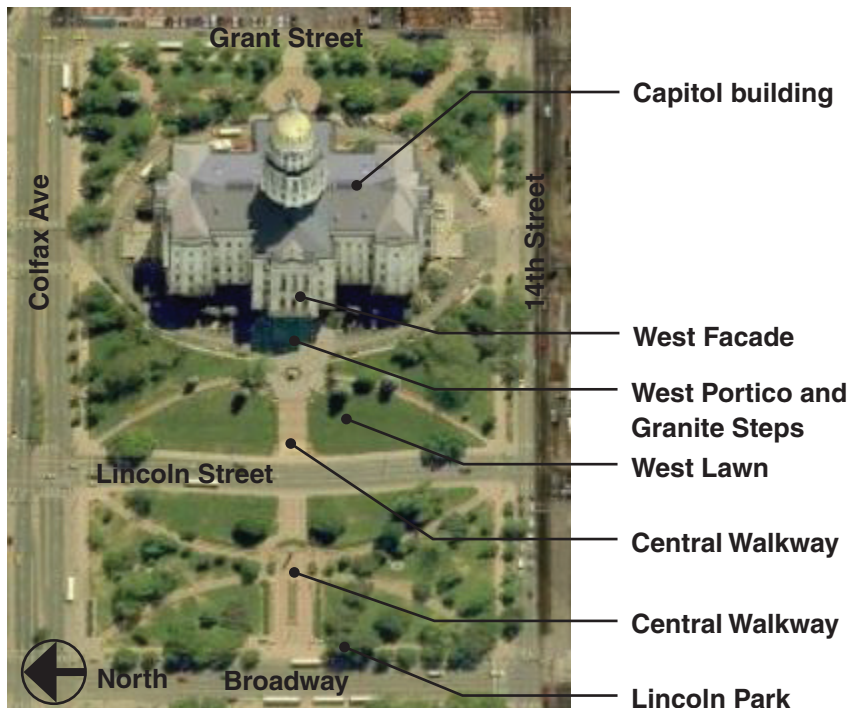 Grant Street
Capitol building
Colfax Ave
14th Street
West Facade
West Portico and
Granite Steps
West Lawn
Lincoln Street
Central Walkway
Central Walkway
North
Broadway
Lincoln Park